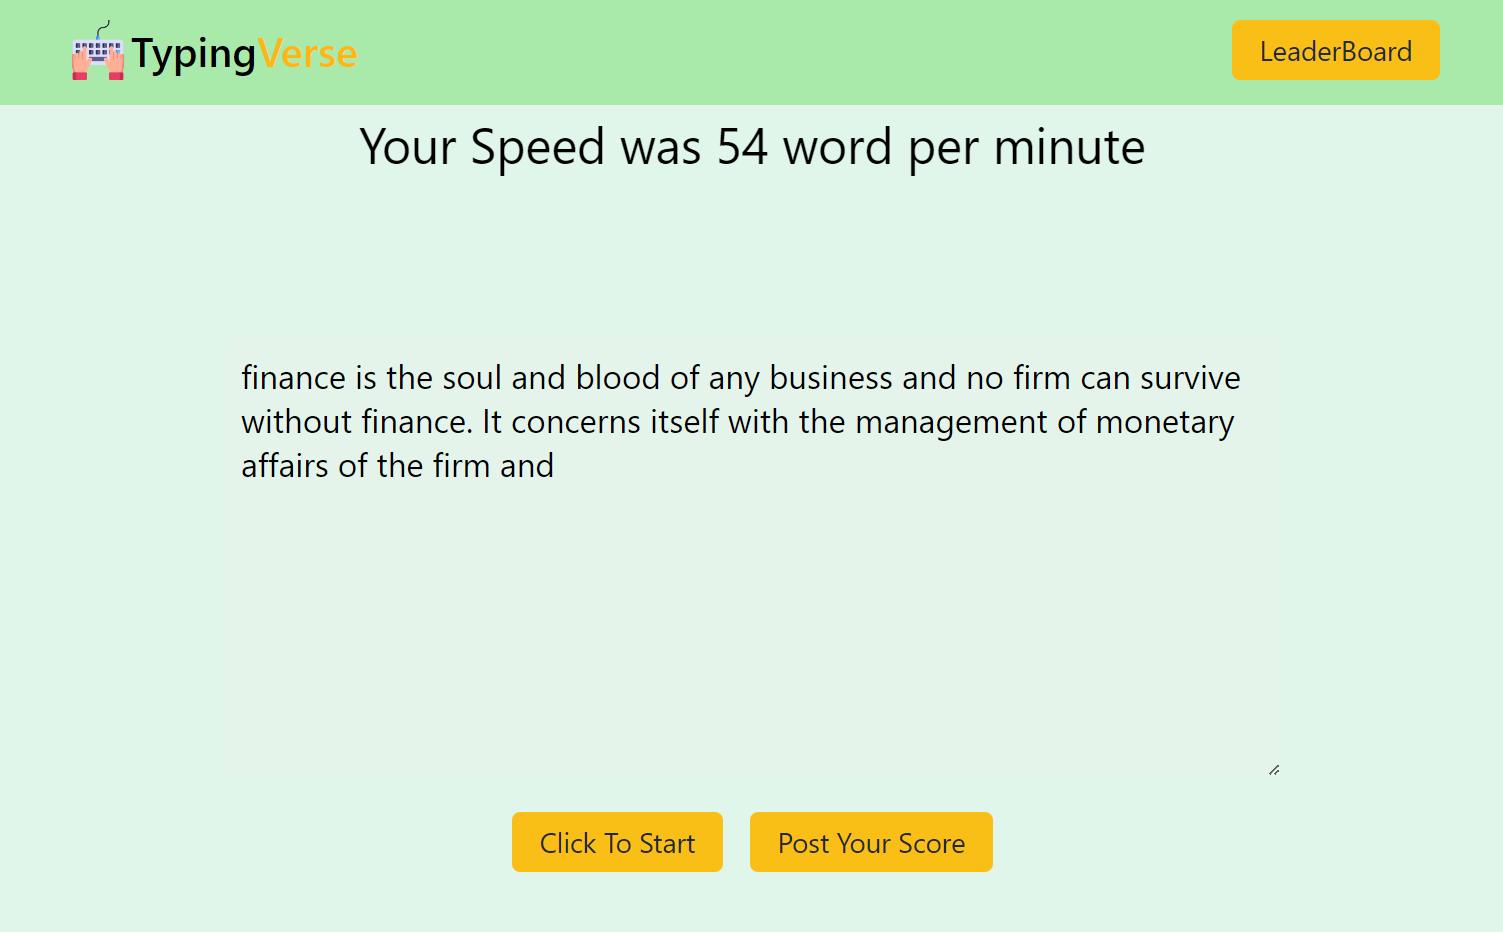 TypingVerse
LeaderBoard
Your Speed was 54 word per minute
finance is the soul and blood of any business and no firm can survive
without finance. It concerns itself with the management of monetary
affairs of the firm and
Click To Start
Post Your Score